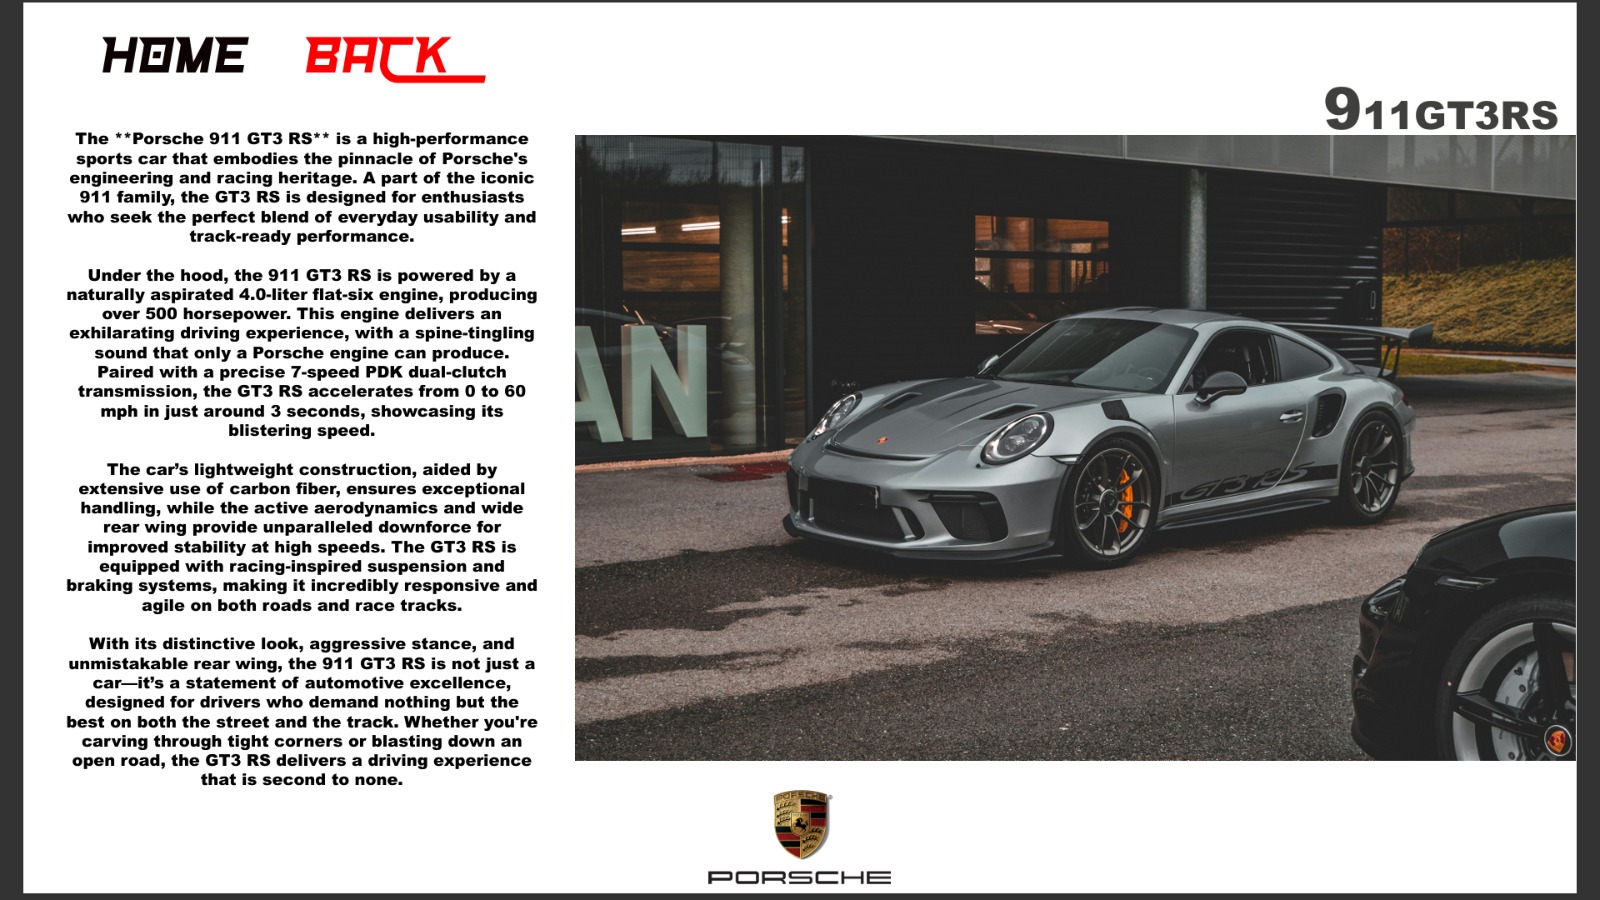 HOME BACK
911GT3RS
The **Porsche 911 GT3 RS** is a high-performance
sports car that embodies the pinnacle of Porsche's
engineering and racing heritage. A part of the iconic
911 family, the GT3 RS is designed for enthusiasts
who seek the perfect blend of everyday usability and
track-ready performance.
Under the hood, the 911 GT3 RS is powered by a
naturally aspirated 4.0-liter flat-six engine, producing
over 500 horsepower. This engine delivers an
exhilarating driving experience, with a spine-tingling
sound that only a Porsche engine can produce.
Paired with a precise 7-speed PDK dual-clutch
transmission, the GT3 RS accelerates from 0 to 60
mph in just around 3 seconds, showcasing its
blistering speed.
The car’s lightweight construction, aided by
extensive use of carbon fiber, ensures exceptional
handling, while the active aerodynamics and wide
rear wing provide unparalleled downforce for
improved stability at high speeds. The GT3 RS is
equipped with racing-inspired suspension and
braking systems, making it incredibly responsive and
agile on both roads and race tracks.
With its distinctive look, aggressive stance, and
unmistakable rear wing, the 911 GT3 RS is not just a
car—it’s a statement of automotive excellence,
designed for drivers who demand nothing but the
best on both the street and the track. Whether you're
carving through tight corners or blasting down an
open road, the GT3 RS delivers a driving experience
that is second to none.
AN
GT3 RS
PORSCHE
PORSCHE